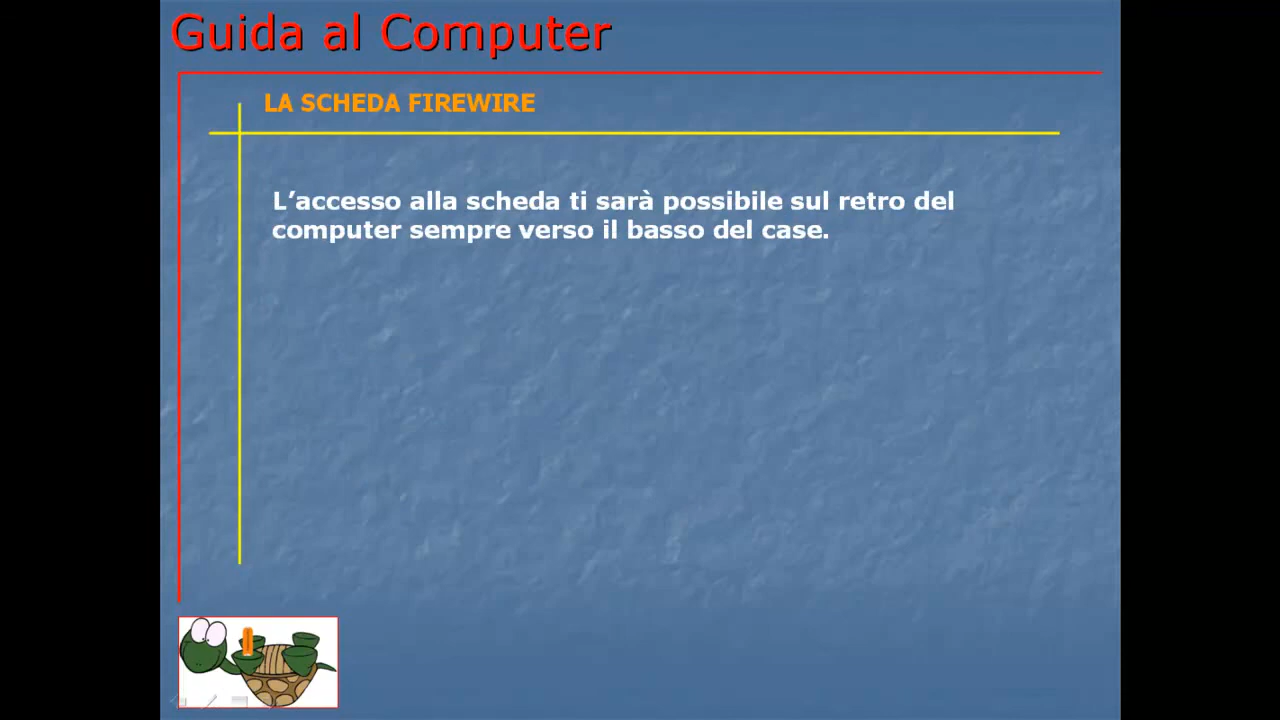 Guida al Computer
LA SCHEDA FIREWIRE
L’accesso alla scheda ti sarà possibile sul retro del
computer sempre verso il basso del case.